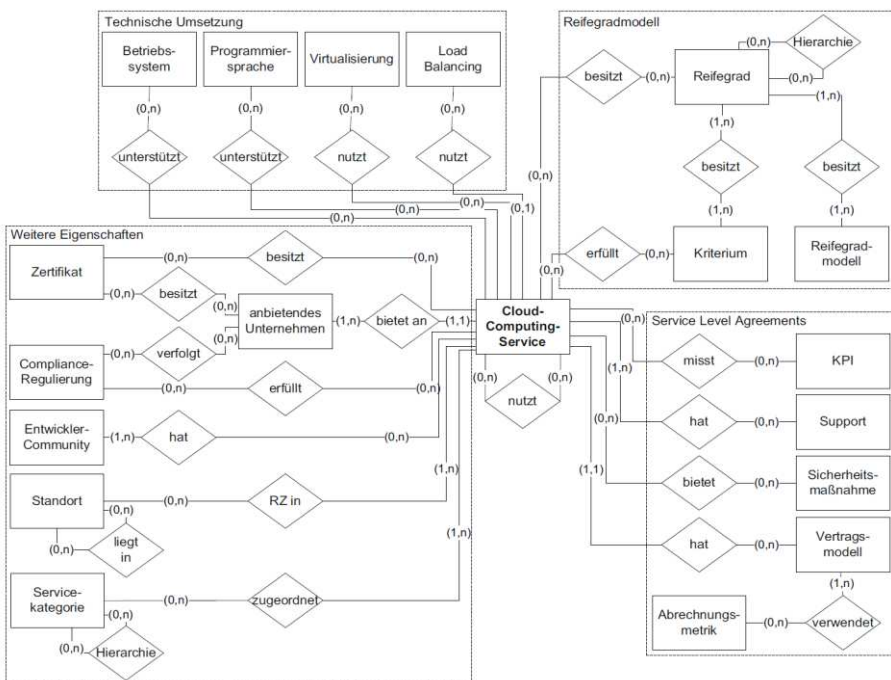 Technische Umsetzung
Betriebs-
system
Programmier-
sprache
Virtualisierung
Load
Balancing
(0,n)
(0,n)
(0,n)
(0,n)
unterstützt
unterstützt
nutzt
nutzt
(0,n)
(0,n)
(0,n)
(0,1)
Reifegradmodell
besitzt
(0,n)
Reifegrad
(0,n)
Hierarchie
(0,n)
(1,n)
(1,n)
besitzt
besitzt
(0,n)
(1,n)
(1,n)
erfüllt
(0,n)
Kriterium
Reifegrad-
modell
(0,n)
Weitere Eigenschaften
Zertifikat
(0,n)
besitzt
(0,n)
(0,n)
besitzt
(0,n)
anbietendes
Unternehmen
(1,n)
bietet an
(1,1)
Cloud-
Computing-
Service
(0,n)
nutzt
(0,n)
Compliance-
Regulierung
(0,n)
verfolgt
(0,n)
(0,n)
erfüllt
(0,n)
Entwickler-
Community
(1,n)
hat
(0,n)
Standort
(0,n)
RZ in
(1,n)
(0,n)
(0,n)
liegt
in
Service-
kategorie
(0,n)
zugeordnet
(1,n)
(0,n)
(0,n)
Hierarchie
Service Level Agreements
(0,n)
misst
(0,n)
KPI
(1,n)
hat
(0,n)
Support
(0,n)
bietet
(0,n)
Sicherheits-
maßnahme
(1,1)
hat
(0,n)
Vertrags-
modell
(1,n)
Abrechnungs-
metrik
(0,n)
verwendet